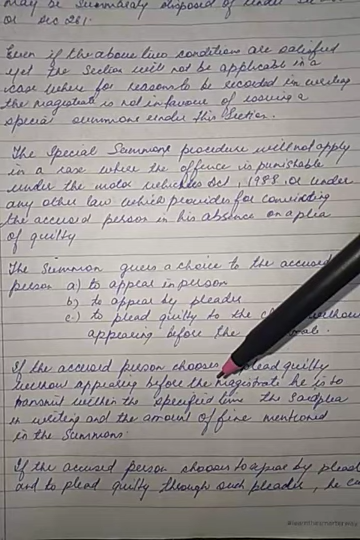 may be summarily disposed of under
or Sec 261.
Even if the above two conditions are satisfied
yet the Section will not be applicable in a
case where for reasons to be recorded in writing
the magistrate is not in favour of issuing a
special summons under this Section.
The Special Summons procedure will not apply
in a case where the offence is punishable
under the motor vehicles Act, 1988 or under
any other law which provides for convicting
the accused person in his absence on a plea
of guilty
The Summon gives a choice to the accused
person a) to appear in person
b) to appear by pleader
c) to plead guilty to the without
appearing before the
If the accused person chooses plead guilty
without appearing before the magistrate he is to
transmit within the specified time the Said plea
in writing and the amount of fine mentioned
in the Summons.
If the accused person chooses to appear by plead
and to plead guilty through such pleader, he